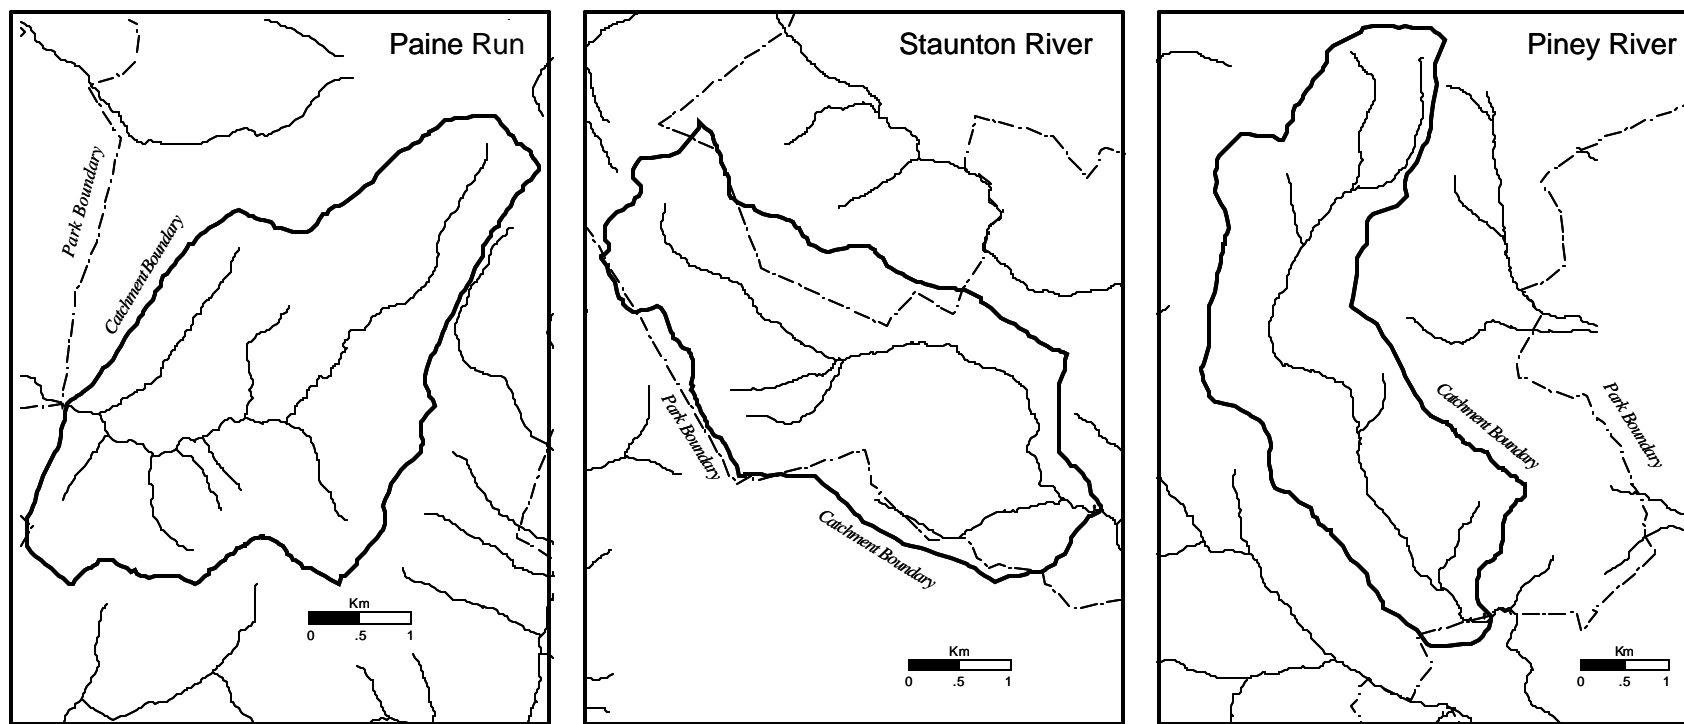 Paine Run
Park Boundary
Catchment Boundary
Km
0 .5 1
Staunton River
Park Boundary
Catchment Boundary
Km
0 .5 1
Piney River
Catchment Boundary
Park Boundary
Km
0 .5 1